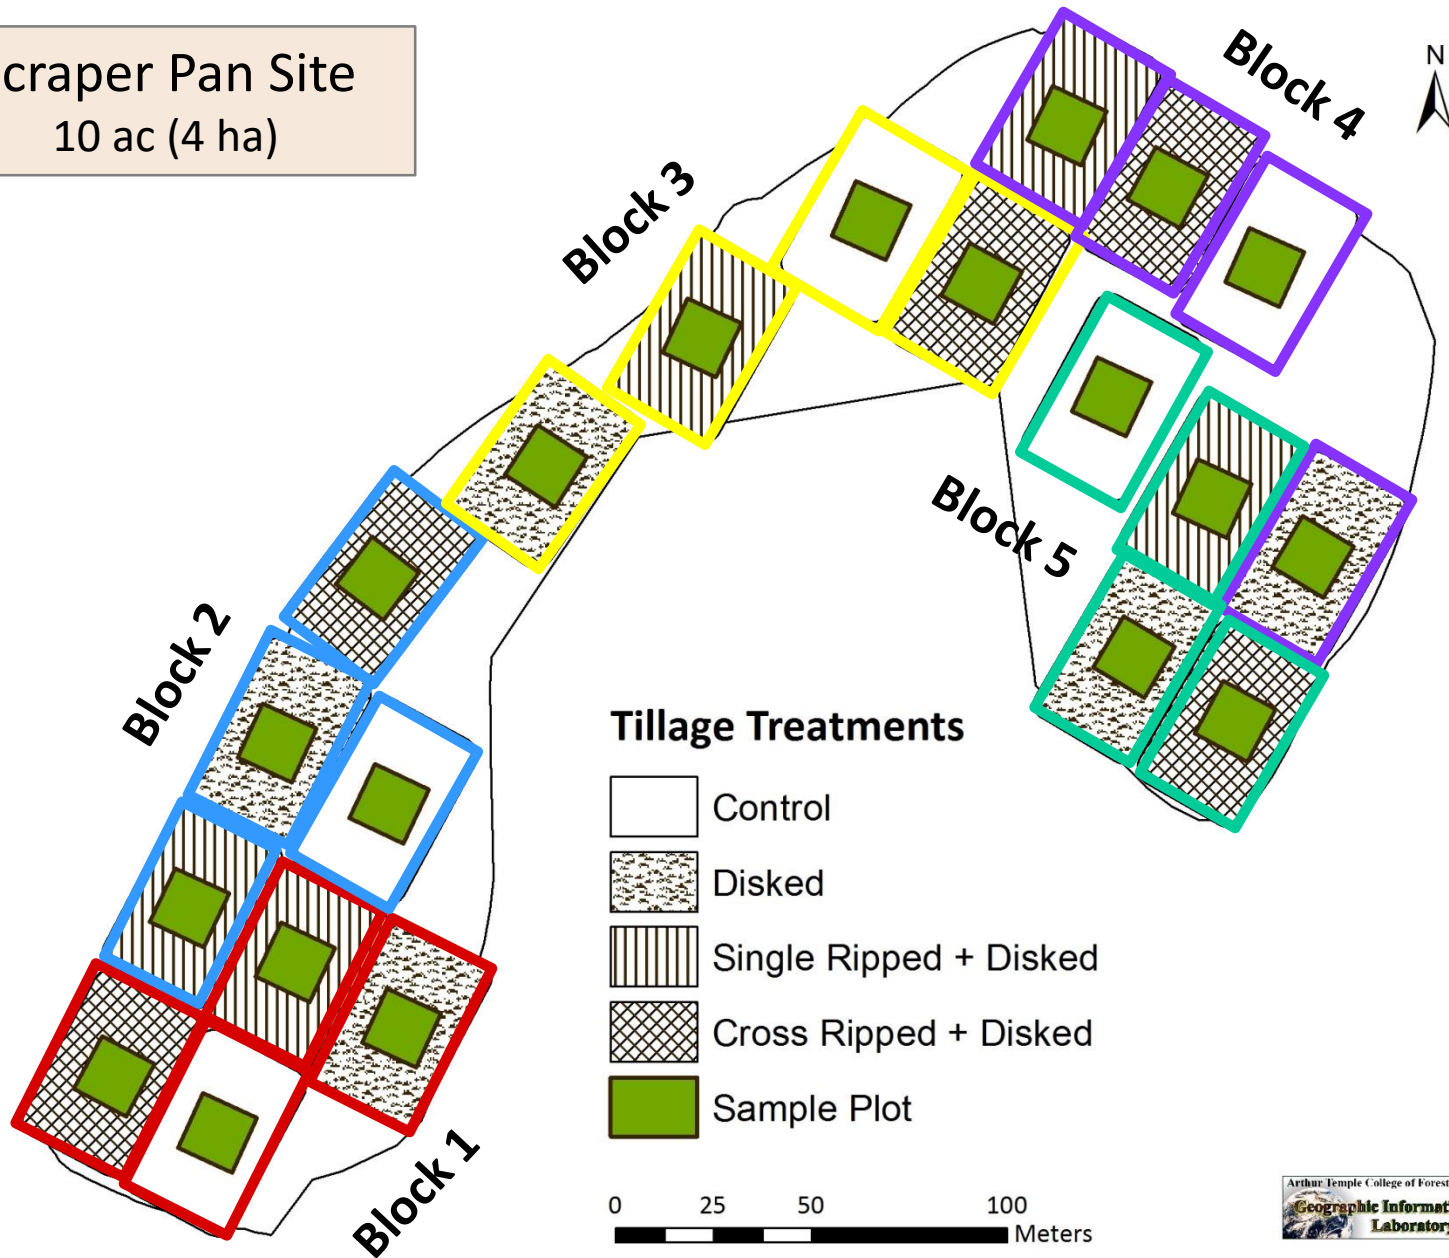 craper Pan Site
10 ac (4 ha)
Block 4
N
Block 3
Block 5
Block 2
Block 1
Tillage Treatments
Control
Disked
Single Ripped + Disked
Cross Ripped + Disked
Sample Plot
0 25 50 100
Meters
Arthur Temple College of Forest
Geographic Informat
Laboratory